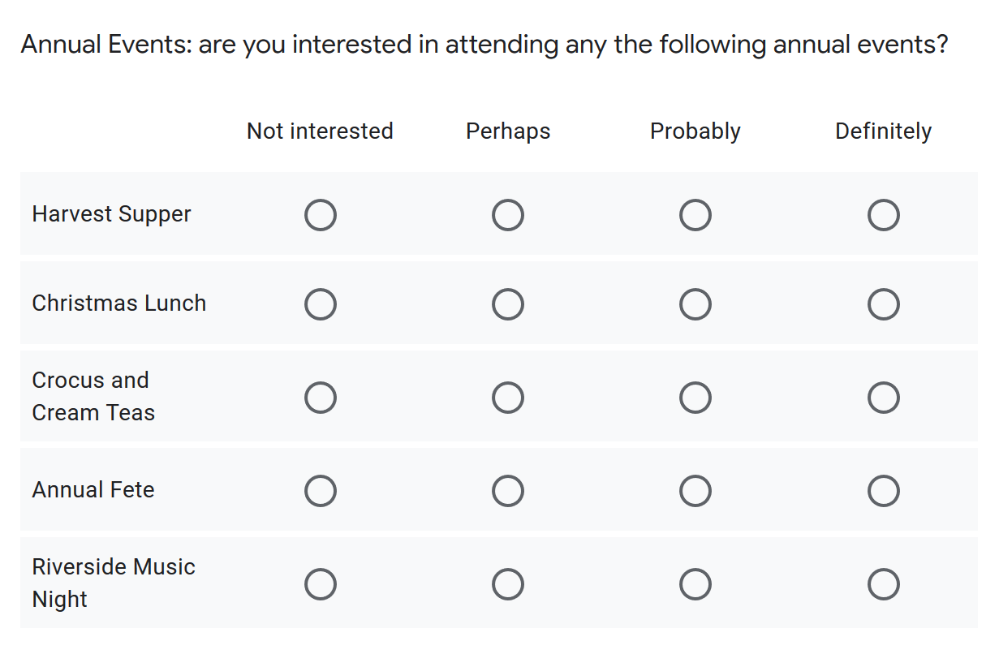 Annual Events: are you interested in attending any the following annual events?
Not interested Perhaps Probably Definitely
Harvest Supper
Christmas Lunch
Crocus and
Cream Teas
Annual Fete
Riverside Music
Night